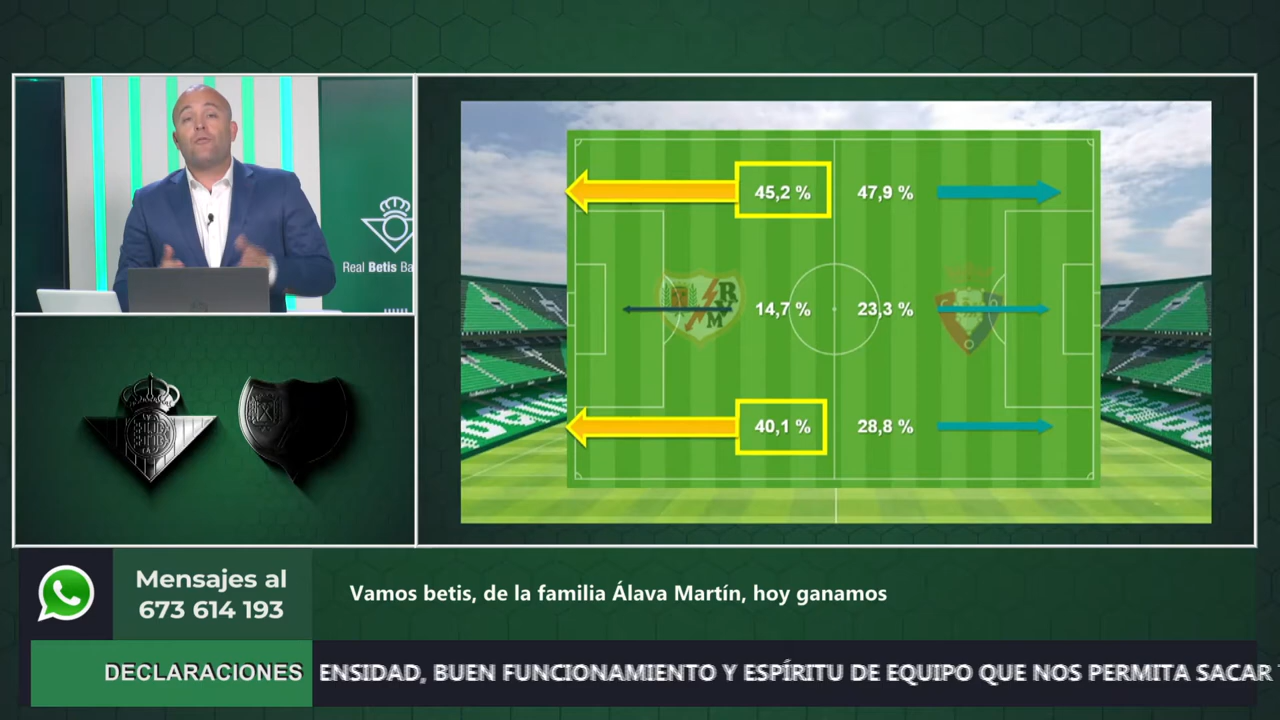 Real Betis Ba
45,2 %
47,9 %
14,7 %
23,3 %
40,1 %
28,8 %
Mensajes al
673 614 193
Vamos betis, de la familia Álava Martín, hoy ganamos
DECLARACIONES
ENSIDAD, BUEN FUNCIONAMIENTO Y ESPÍRITU DE EQUIPO QUE NOS PERMITA SACAR